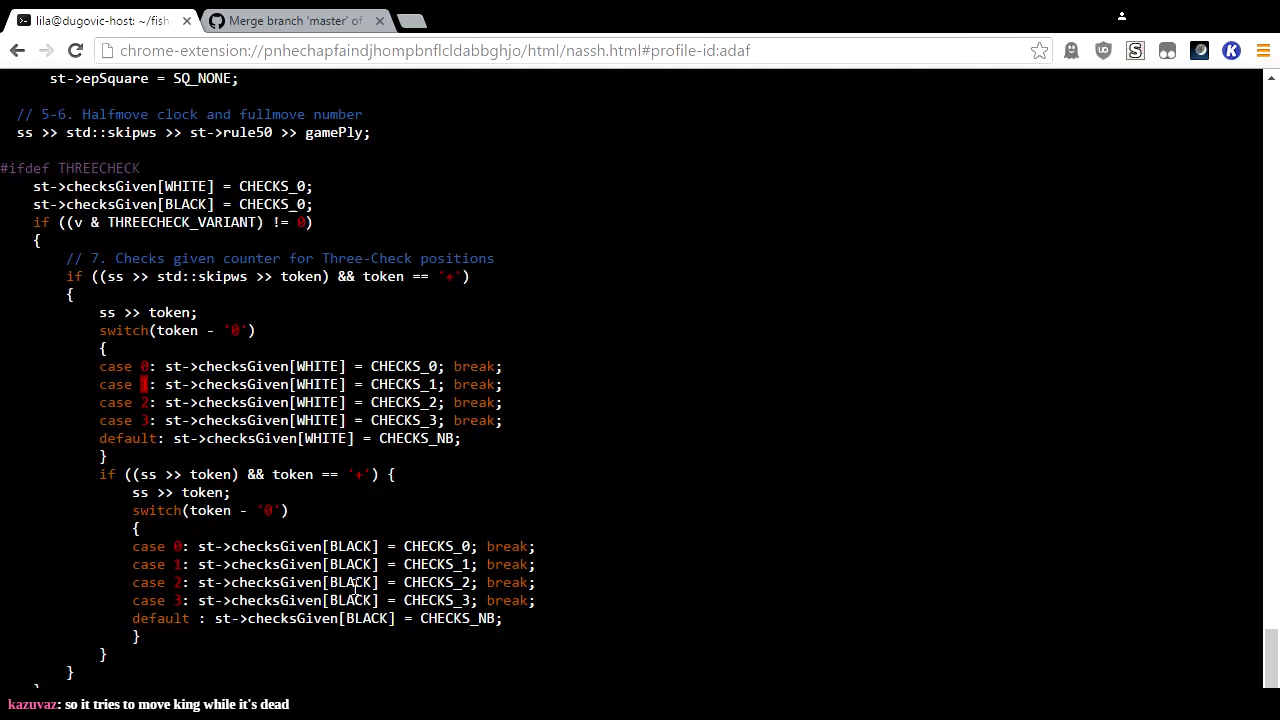 lila@dugovic-host: ~/fish
Merge branch 'master' of
chrome-extension://pnhechapfaindjhompbnflcldabbghjo/html/nassh.html#profile-id:adaf
st->epSquare = SQ_NONE;
// 5-6. Halfmove clock and fullmove number
ss >> std::skipws >> st->rule50 >> gamePly;
#ifdef THREECHECK
st->checksGiven[WHITE] = CHECKS_0;
st->checksGiven[BLACK] = CHECKS_0;
if ((v & THREECHECK_VARIANT) != 0)
{
// 7. Checks given counter for Three-Check positions
if ((ss >> std::skipws >> token) && token == '+')
{
ss >> token;
switch(token - '0')
{
case 0: st->checksGiven[WHITE] = CHECKS_0; break;
case 1: st->checksGiven[WHITE] = CHECKS_1; break;
case 2: st->checksGiven[WHITE] = CHECKS_2; break;
case 3: st->checksGiven[WHITE] = CHECKS_3; break;
default: st->checksGiven[WHITE] = CHECKS_NB;
}
if ((ss >> token) && token == '+') {
ss >> token;
switch(token - '0')
{
case 0: st->checksGiven[BLACK] = CHECKS_0; break;
case 1: st->checksGiven[BLACK] = CHECKS_1; break;
case 2: st->checksGiven[BLACK] = CHECKS_2; break;
case 3: st->checksGiven[BLACK] = CHECKS_3; break;
default : st->checksGiven[BLACK] = CHECKS_NB;
}
}
}
kazuvaz: so it tries to move king while it's dead